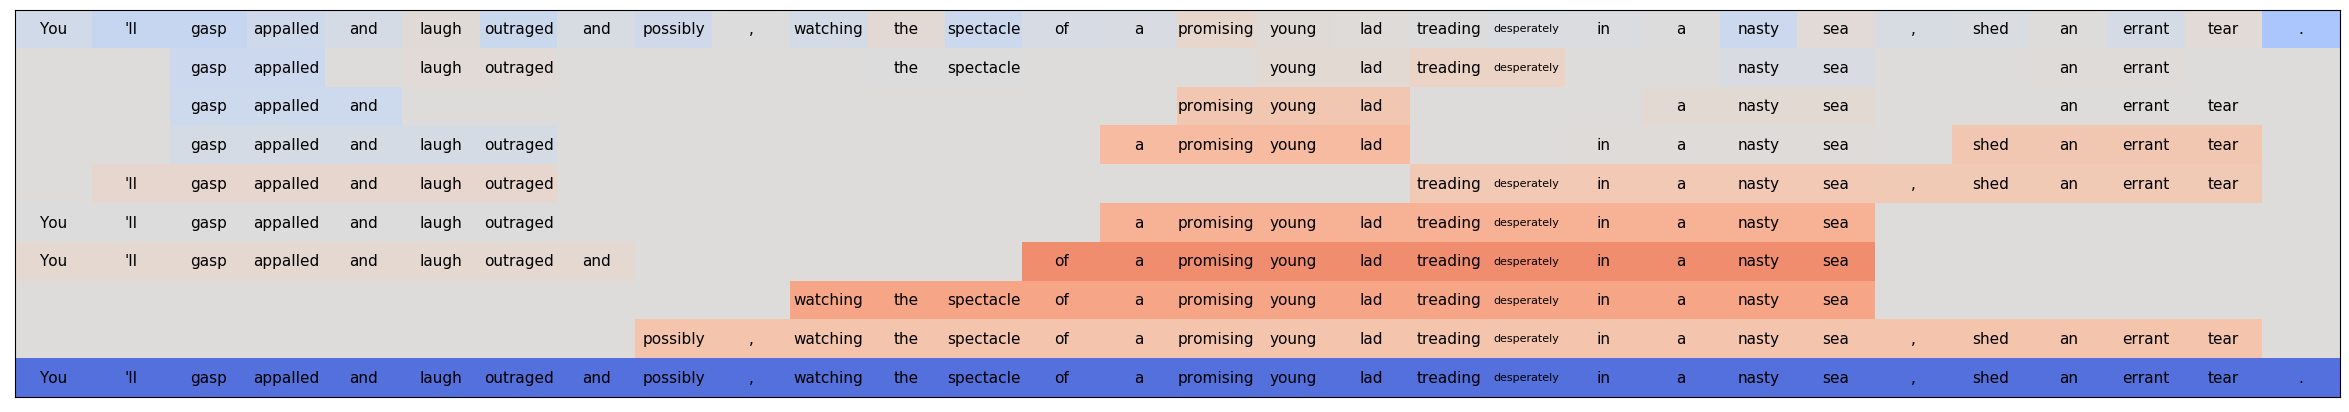 You 'll gasp appalled and laugh outraged and possibly , watching the spectacle of a promising young lad treading desperately in a nasty sea , shed an errant tear .
gasp appalled laugh outraged the spectacle young lad treading desperately nasty sea an errant
gasp appalled and promising young lad a nasty sea an errant tear
gasp appalled and laugh outraged a promising young lad in a nasty sea shed an errant tear
'll gasp appalled and laugh outraged treading desperately in a nasty sea , shed an errant tear
You 'll gasp appalled and laugh outraged a promising young lad treading desperately in a nasty sea
You 'll gasp appalled and laugh outraged and of a promising young lad treading desperately in a nasty sea
watching the spectacle of a promising young lad treading desperately in a nasty sea
possibly , watching the spectacle of a promising young lad treading desperately in a nasty sea , shed an errant tear
You 'll gasp appalled and laugh outraged and possibly , watching the spectacle of a promising young lad treading desperately in a nasty sea , shed an errant tear .